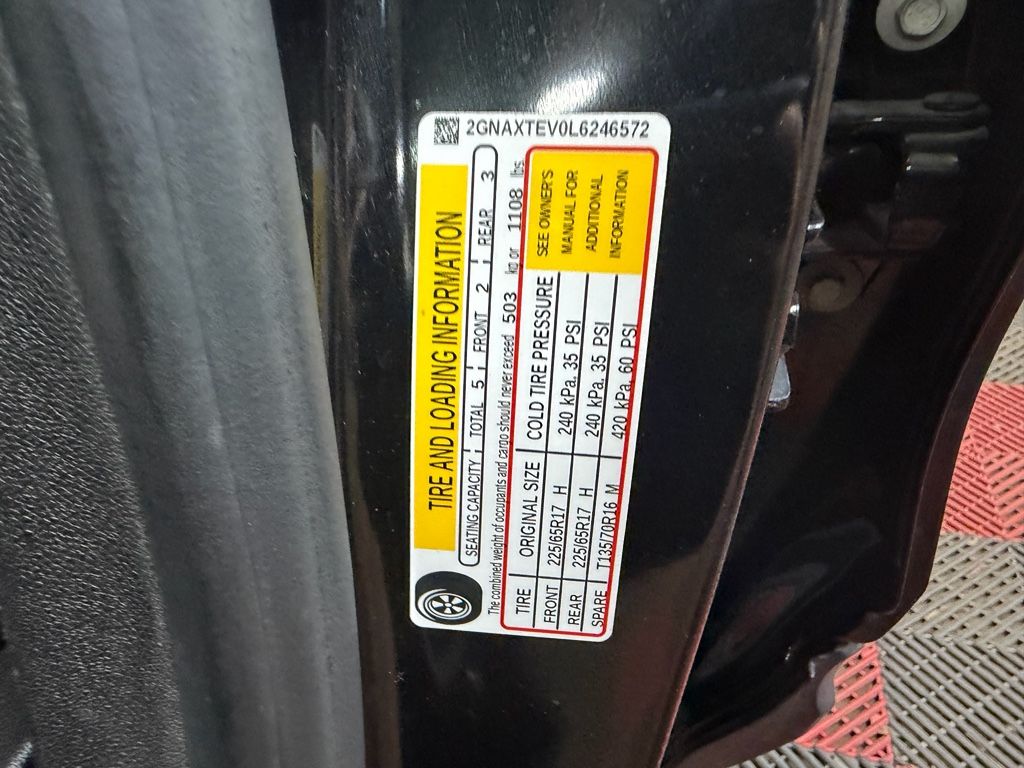 2GNAXTEV0L6246572
TIRE AND LOADING INFORMATION
SEATING CAPACITY TOTAL 5 FRONT 2 REAR 3
The combined weight of occupants and cargo should never exceed 503 kg or 1108 lbs.
TIRE ORIGINAL SIZE COLD TIRE PRESSURE
FRONT 225/65R17 H 240 kPa, 35 PSI
REAR 225/65R17 H 240 kPa, 35 PSI
SPARE T135/70R16 M 420 kPa, 60 PSI
SEE OWNER'S
MANUAL FOR
ADDITIONAL
INFORMATION